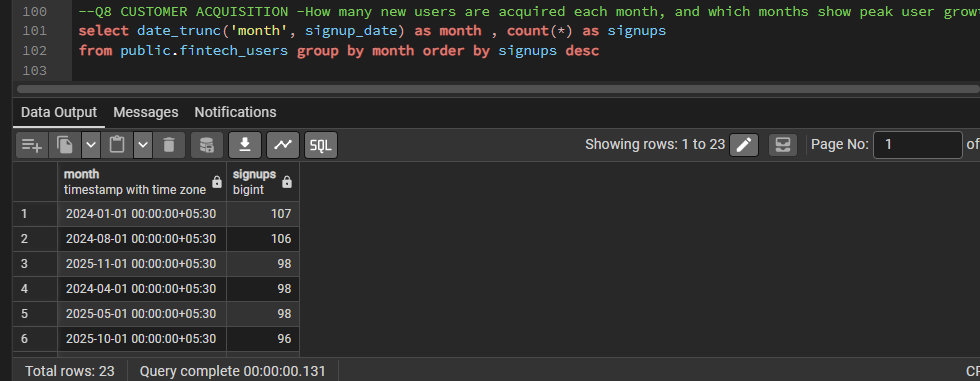 100 --Q8 CUSTOMER ACQUISITION -How many new users are acquired each month, and which months show peak user grow
101 select date_trunc('month', signup_date) as month , count(*) as signups
102 from public.fintech_users group by month order by signups desc
103
Data Output Messages Notifications
SQL Showing rows: 1 to 23 Page No: 1 of
month signups
timestamp with time zone bigint
1 2024-01-01 00:00:00+05:30 107
2 2024-08-01 00:00:00+05:30 106
3 2025-11-01 00:00:00+05:30 98
4 2024-04-01 00:00:00+05:30 98
5 2025-05-01 00:00:00+05:30 98
6 2025-10-01 00:00:00+05:30 96
Total rows: 23 Query complete 00:00:00.131